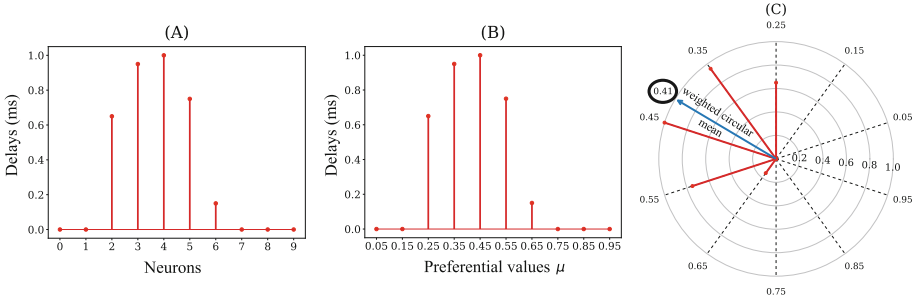 (A)
Delays (ms)
1.0
0.8
0.6
0.4
0.2
0.0
0 1 2 3 4 5 6 7 8 9
Neurons
(B)
Delays (ms)
1.0
0.8
0.6
0.4
0.2
0.0
0.05 0.15 0.25 0.35 0.45 0.55 0.65 0.75 0.85 0.95
Preferential values μ
(C)
0.25
0.35
0.15
0.41
weighted circular
mean
0.45
0.05
0.2 0.4 0.6 0.8 1.0
0.55
0.95
0.65
0.85
0.75